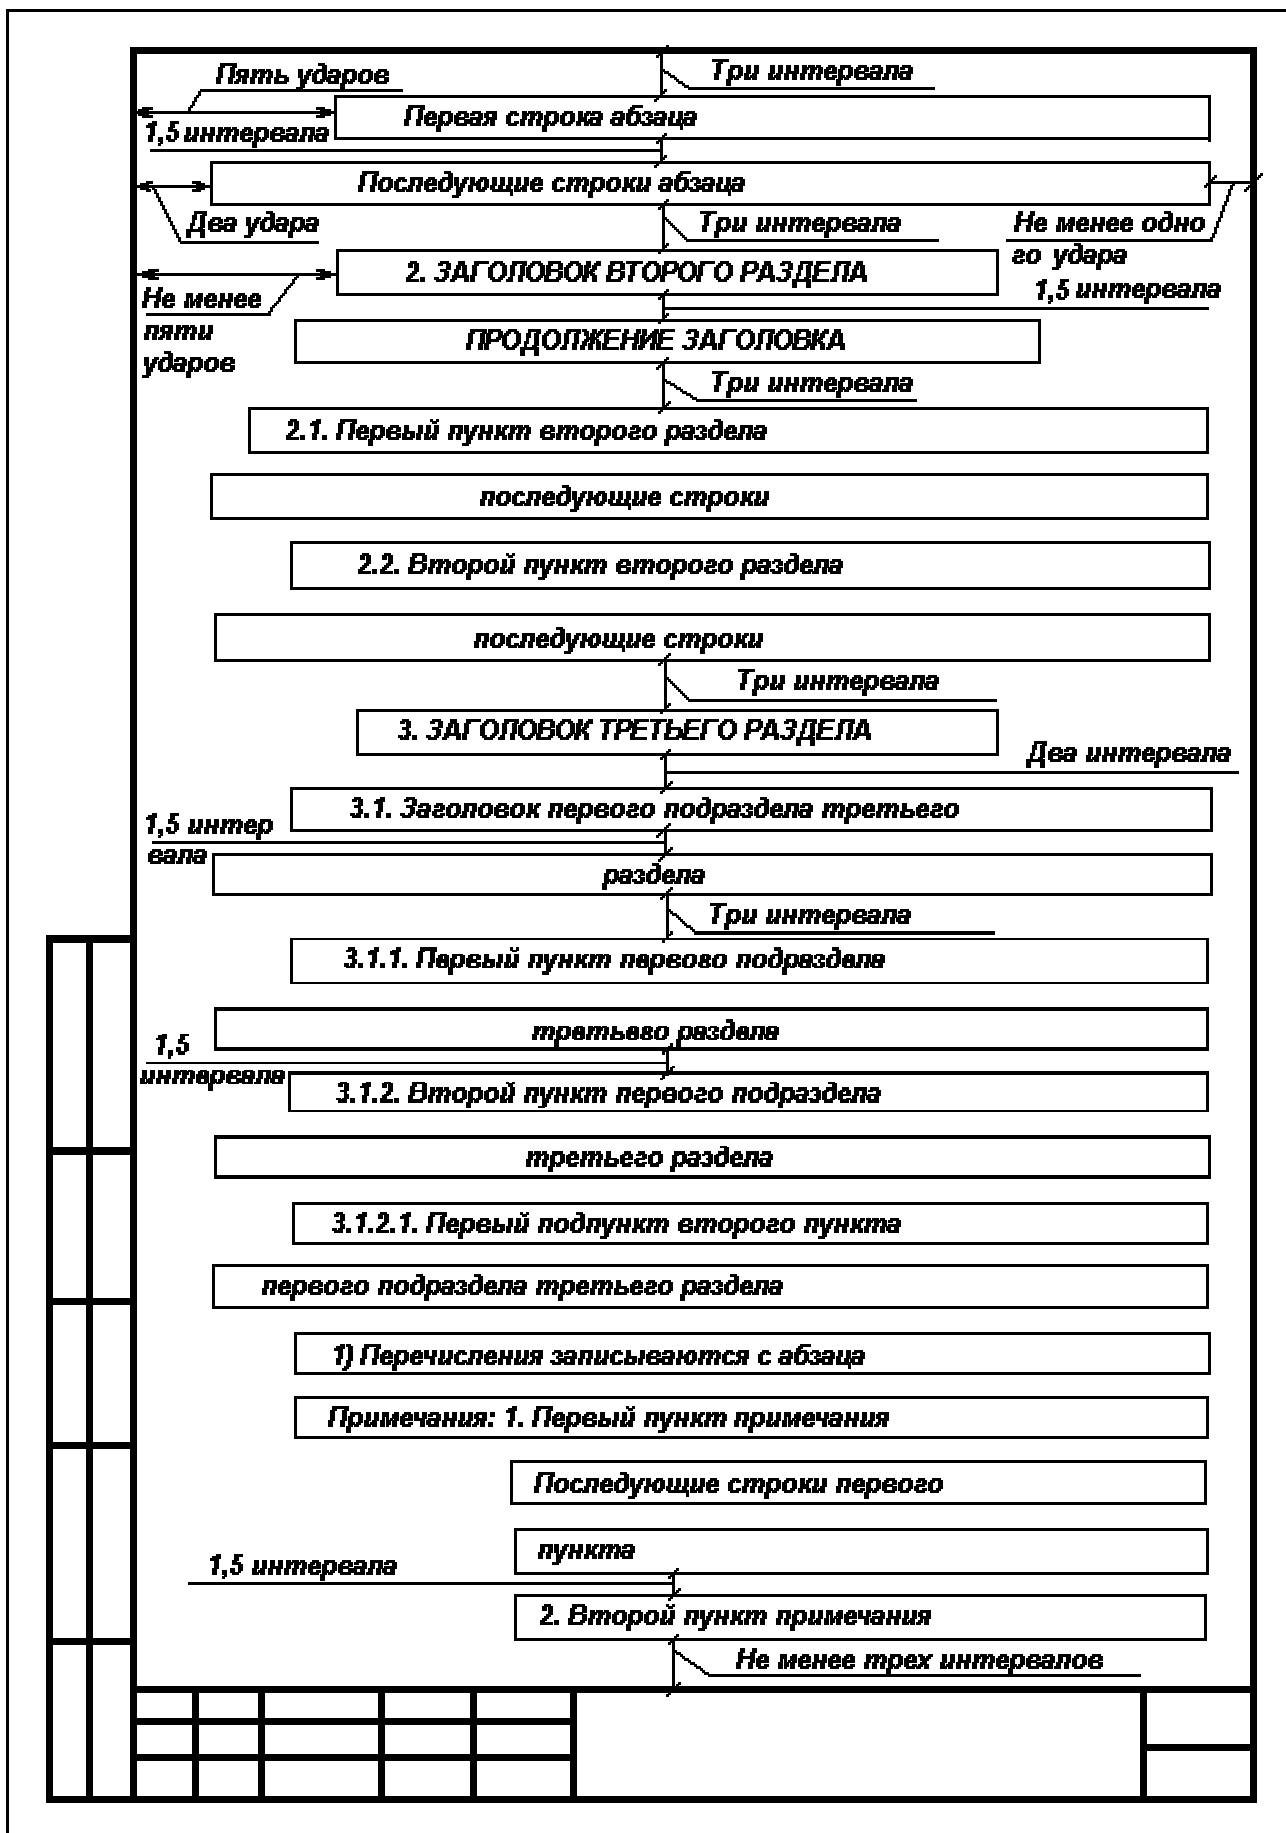 Пять ударов
Три интервала
Первая строка абзаца
1,5 интервала
Последующие строки абзаца
Два удара
Три интервала
Не менее одно
го удара
2. ЗАГОЛОВОК ВТОРОГО РАЗДЕЛА
Не менее
пяти
ударов
1,5 интервала
ПРОДОЛЖЕНИЕ ЗАГОЛОВКА
Три интервала
2.1. Первый пункт второго раздела
последующие строки
2.2. Второй пункт второго раздела
последующие строки
Три интервала
3. ЗАГОЛОВОК ТРЕТЬЕГО РАЗДЕЛА
Два интервала
3.1. Заголовок первого подраздела третьего
1,5 интер
вала
раздела
Три интервала
3.1.1. Первый пункт первово подраздела
третьево раздела
1,5
интервала
3.1.2. Второй пункт первого подраздела
третьего раздела
3.1.2.1. Первый подпункт второго пункта
первого подраздела третьего раздела
1) Перечисления записываются с абзаца
Примечания: 1. Первый пункт примечания
Последующие строки первого
пункта
1,5 интервала
2. Второй пункт примечания
Не менее трех интервалов